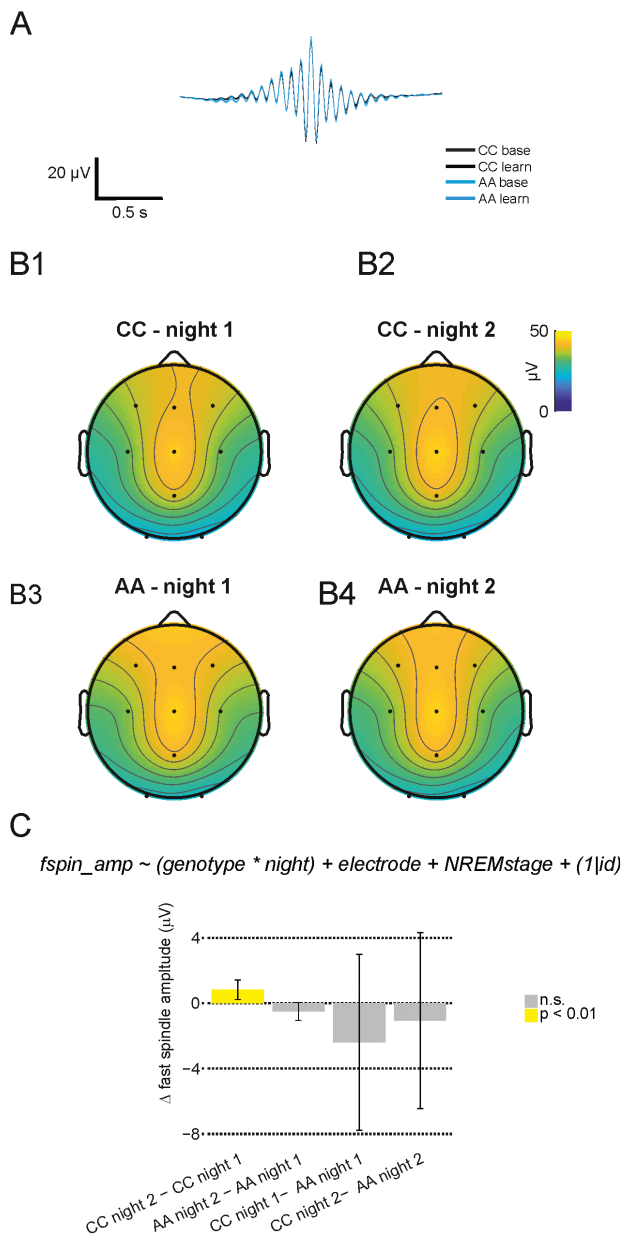 A
20 µV
0.5 s
CC base
CC learn
AA base
AA learn
B1
B2
CC - night 1
CC - night 2
50
µV
0
B3
AA - night 1
B4
AA - night 2
C
fspin_amp ~ (genotype * night) + electrode + NREMstage + (1|id)
Δ fast spindle ampltude (µV)
4
0
−4
−8
n.s.
p < 0.01
CC night 2 − CC night 1
AA night 2 − AA night 1
CC night 1− AA night 1
CC night 2− AA night 2